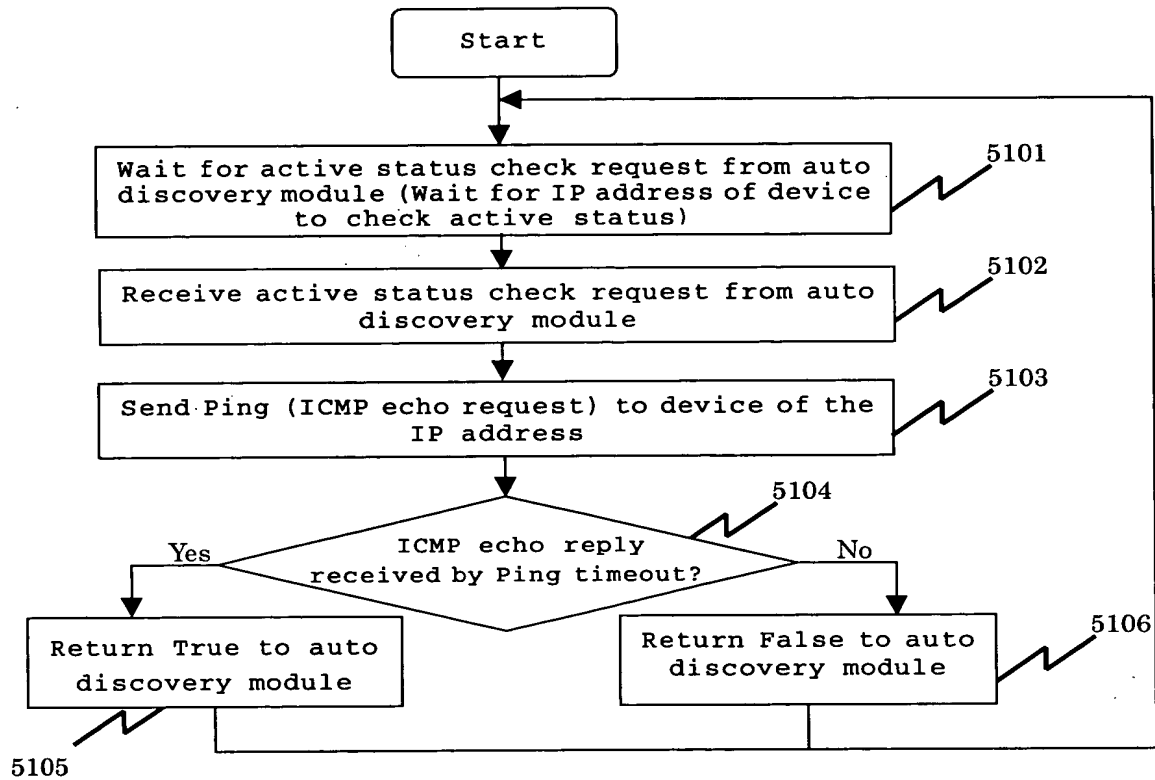 Start
Wait for active status check request from auto
discovery module (Wait for IP address of device
to check active status)
5101
Receive active status check request from auto
discovery module
5102
Send Ping (ICMP echo request) to device of the
IP address
5103
ICMP echo reply
received by Ping timeout?
5104
Yes
No
Return True to auto
discovery module
5105
Return False to auto
discovery module
5106